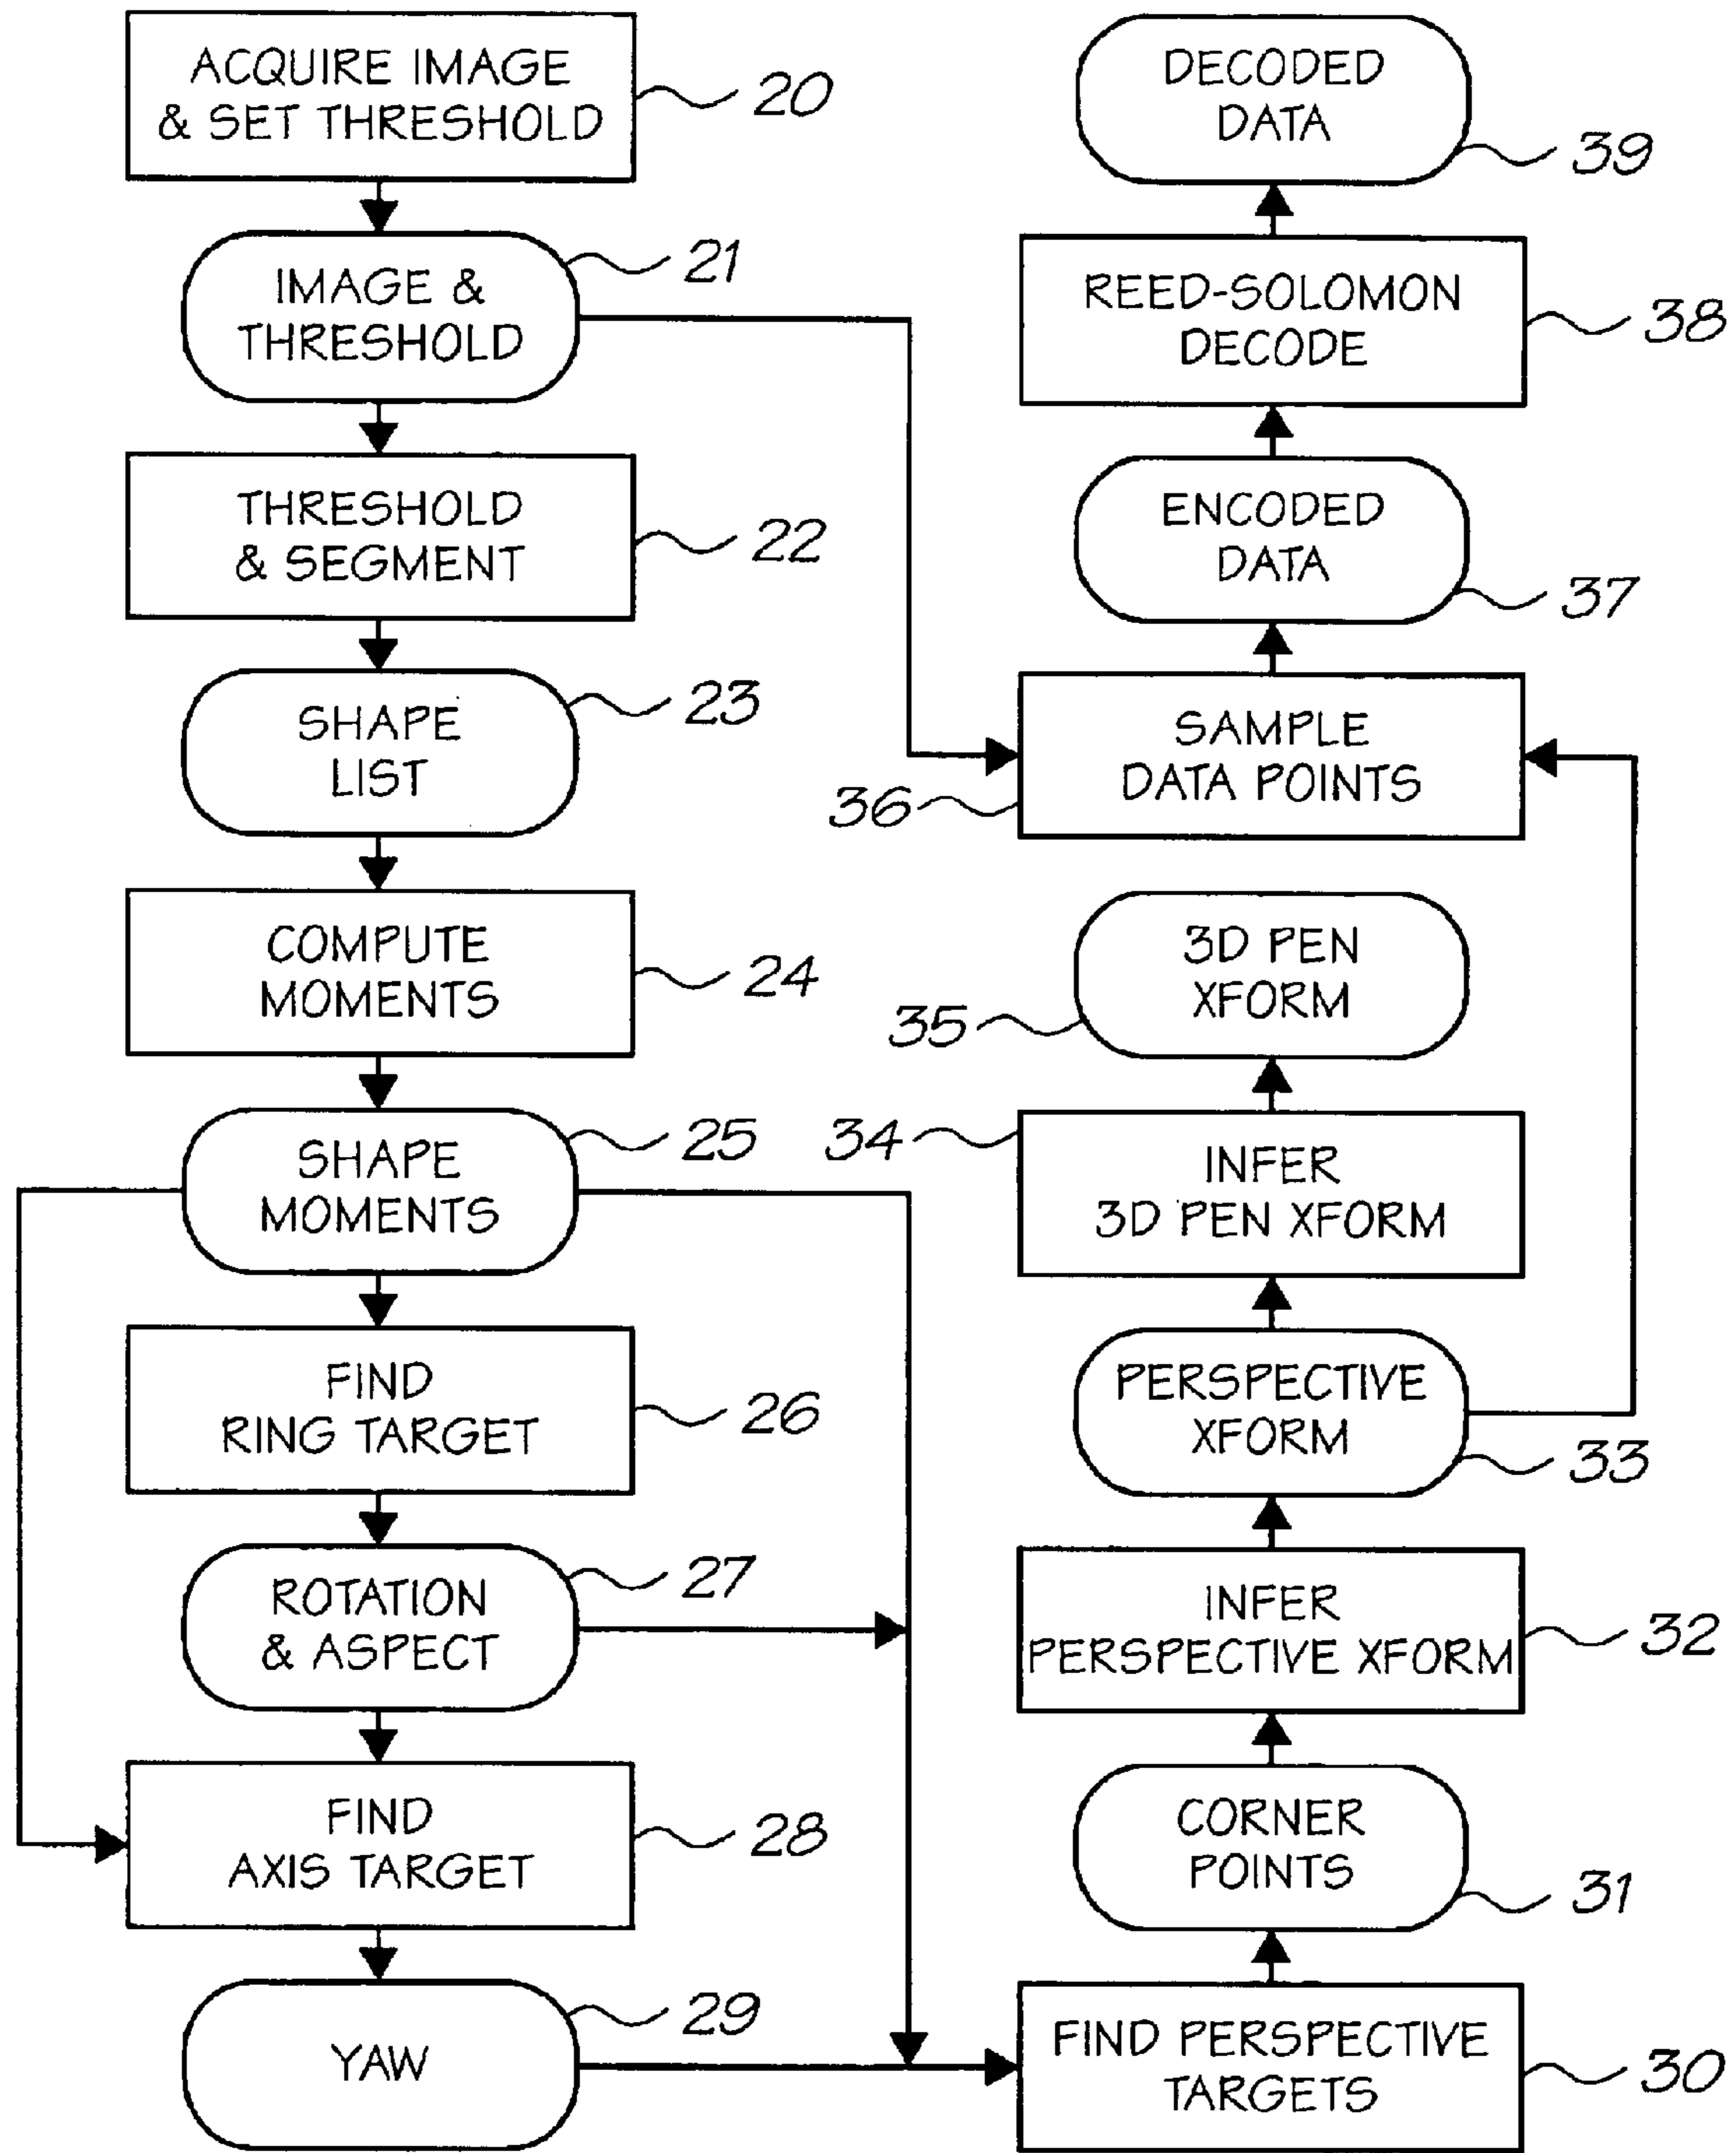 ACQUIRE IMAGE
& SET THRESHOLD
20
IMAGE &
THRESHOLD
21
THRESHOLD
& SEGMENT
22
SHAPE
LIST
23
COMPUTE
MOMENTS
24
SHAPE
MOMENTS
25
FIND
RING TARGET
26
ROTATION
& ASPECT
27
FIND
AXIS TARGET
28
YAW
29
DECODED
DATA
39
REED-SOLOMON
DECODE
38
ENCODED
DATA
37
SAMPLE
DATA POINTS
36
3D PEN
XFORM
35
INFER
3D PEN XFORM
34
PERSPECTIVE
XFORM
33
INFER
PERSPECTIVE XFORM
32
CORNER
POINTS
31
FIND PERSPECTIVE
TARGETS
30